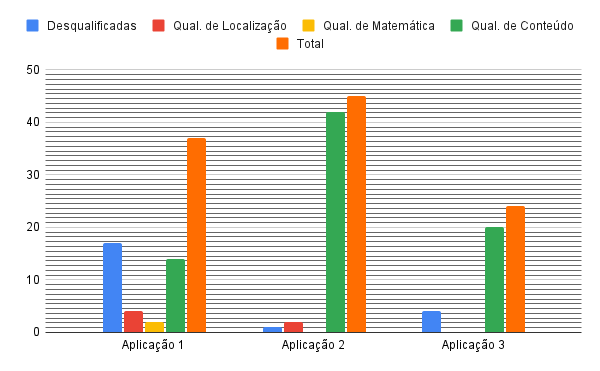 Desqualificadas Qual. de Localização Qual. de Matemática Qual. de Conteúdo
Total
50
40
30
20
10
0
Aplicação 1 Aplicação 2 Aplicação 3